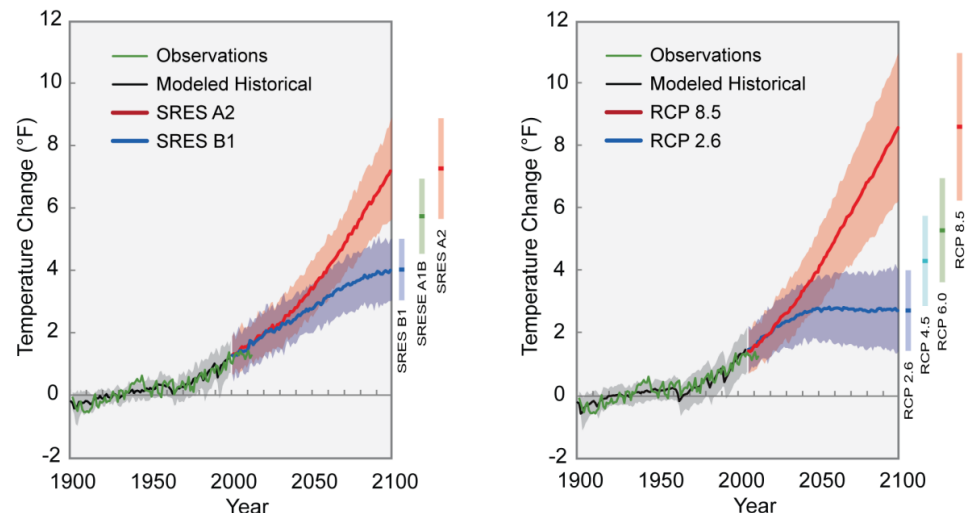 12
10
8
6
4
2
0
-2
Temperature Change (°F)
Observations
Modeled Historical
SRES A2
SRES B1
1900
1950
2000
2050
2100
Year
SRES B1
SRESE A1B
SRES A2
12
10
8
6
4
2
0
-2
Temperature Change (°F)
Observations
Modeled Historical
RCP 8.5
RCP 2.6
1900
1950
2000
2050
2100
Year
RCP 2.6
RCP 4.5
RCP 6.0
RCP 8.5